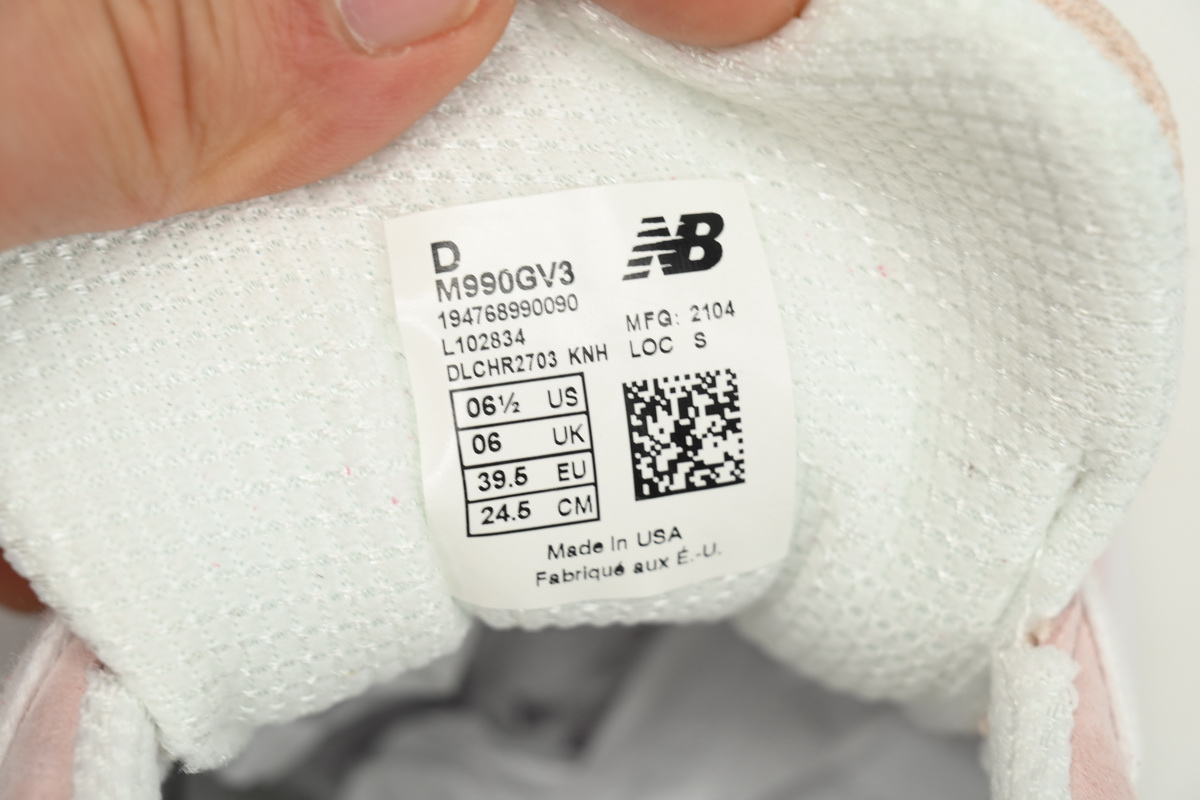 D
NB
M990GV3
194768990090
L102834
DLCHR2703 KNH
MFG: 2104
LOC S
06½ US
06 UK
39.5 EU
24.5 CM
Made In USA
Fabriqué aux É.-U.